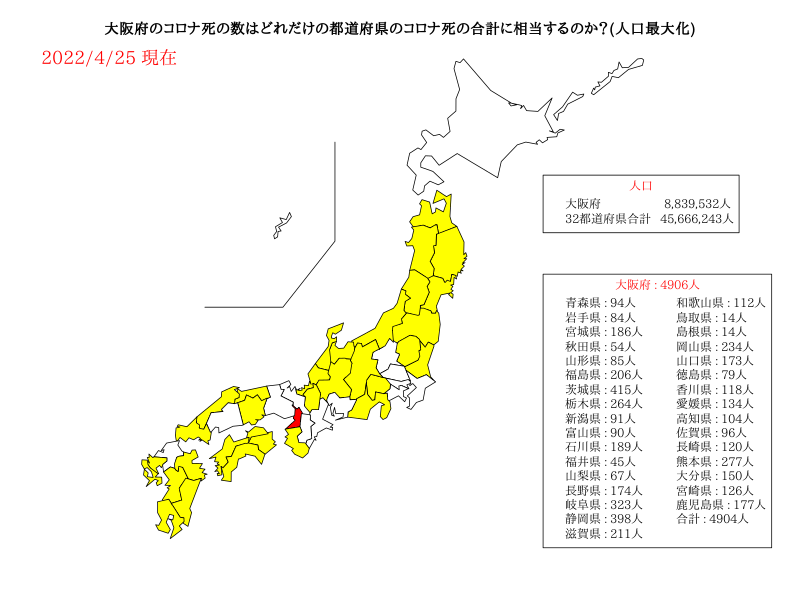 大阪府のコロナ死の数はどれだけの都道府県のコロナ死の合計に相当するのか?(人口最大化)
2022/4/25 現在
人口
大阪府 8,839,532人
32都道府県合計 45,666,243人
大阪府 : 4906人
青森県 : 94人 和歌山県 : 112人
岩手県 : 84人 鳥取県 : 14人
宮城県 : 186人 島根県 : 14人
秋田県 : 54人 岡山県 : 234人
山形県 : 85人 山口県 : 173人
福島県 : 206人 徳島県 : 79人
茨城県 : 415人 香川県 : 118人
栃木県 : 264人 愛媛県 : 134人
新潟県 : 91人 高知県 : 104人
富山県 : 90人 佐賀県 : 96人
石川県 : 189人 長崎県 : 120人
福井県 : 45人 熊本県 : 277人
山梨県 : 67人 大分県 : 150人
長野県 : 174人 宮崎県 : 126人
岐阜県 : 323人 鹿児島県 : 177人
静岡県 : 398人 合計 : 4904人
滋賀県 : 211人